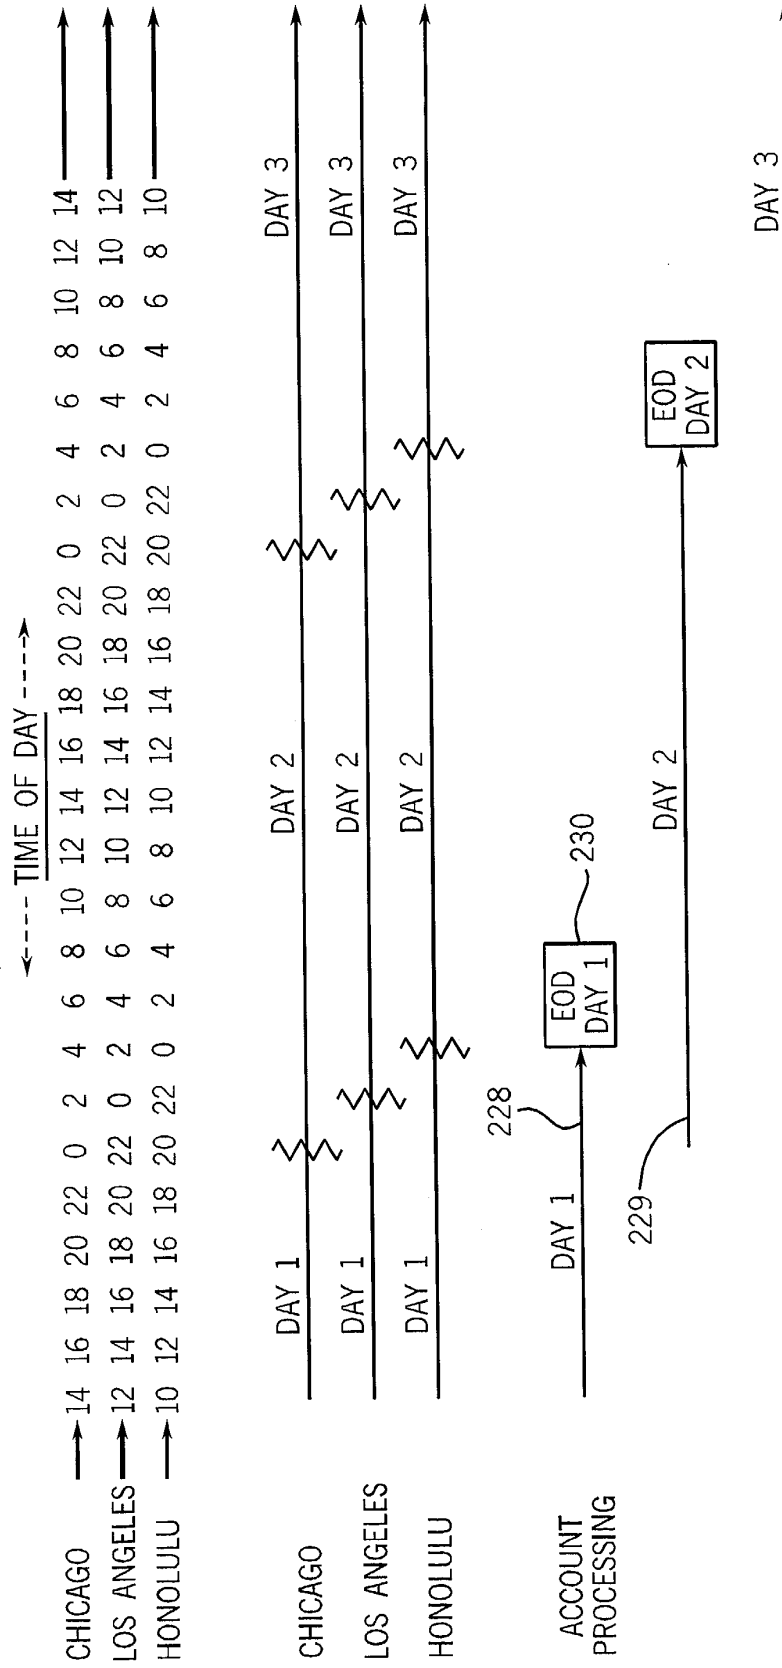 TIME OF DAY
CHICAGO 14 16 18 20 22 0 2 4 6 8 10 12 14 16 18 20 22 0 2 4 6 8 10 12 14
LOS ANGELES 12 14 16 18 20 22 0 2 4 6 8 10 12 14 16 18 20 22 0 2 4 6 8 10 12
HONOLULU 10 12 14 16 18 20 22 0 2 4 6 8 10 12 14 16 18 20 22 0 2 4 6 8 10
CHICAGO DAY 1 DAY 2 DAY 3
LOS ANGELES DAY 1 DAY 2 DAY 3
HONOLULU DAY 1 DAY 2 DAY 3
228
ACCOUNT
PROCESSING
DAY 1
EOD
DAY 1
230
229
DAY 2
EOD
DAY 2
DAY 3